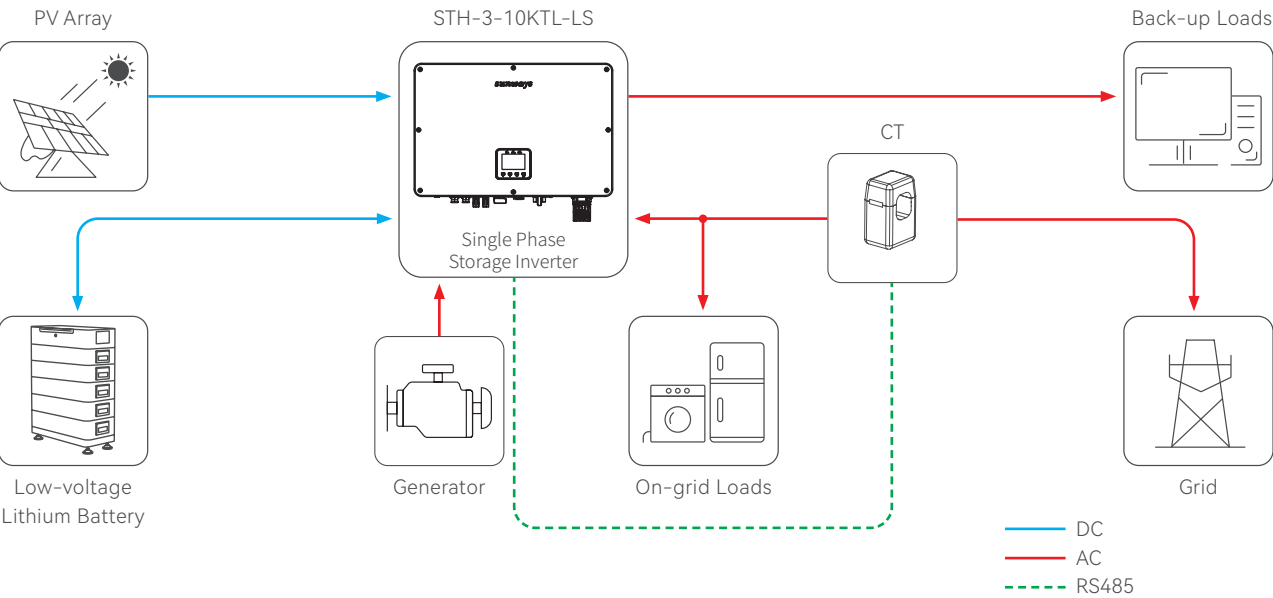 PV Array
STH-3-10KTL-LS
Back-up Loads
sunways
CT
Single Phase
Storage Inverter
Low-voltage
Lithium Battery
Generator
On-grid Loads
Grid
DC
AC
RS485